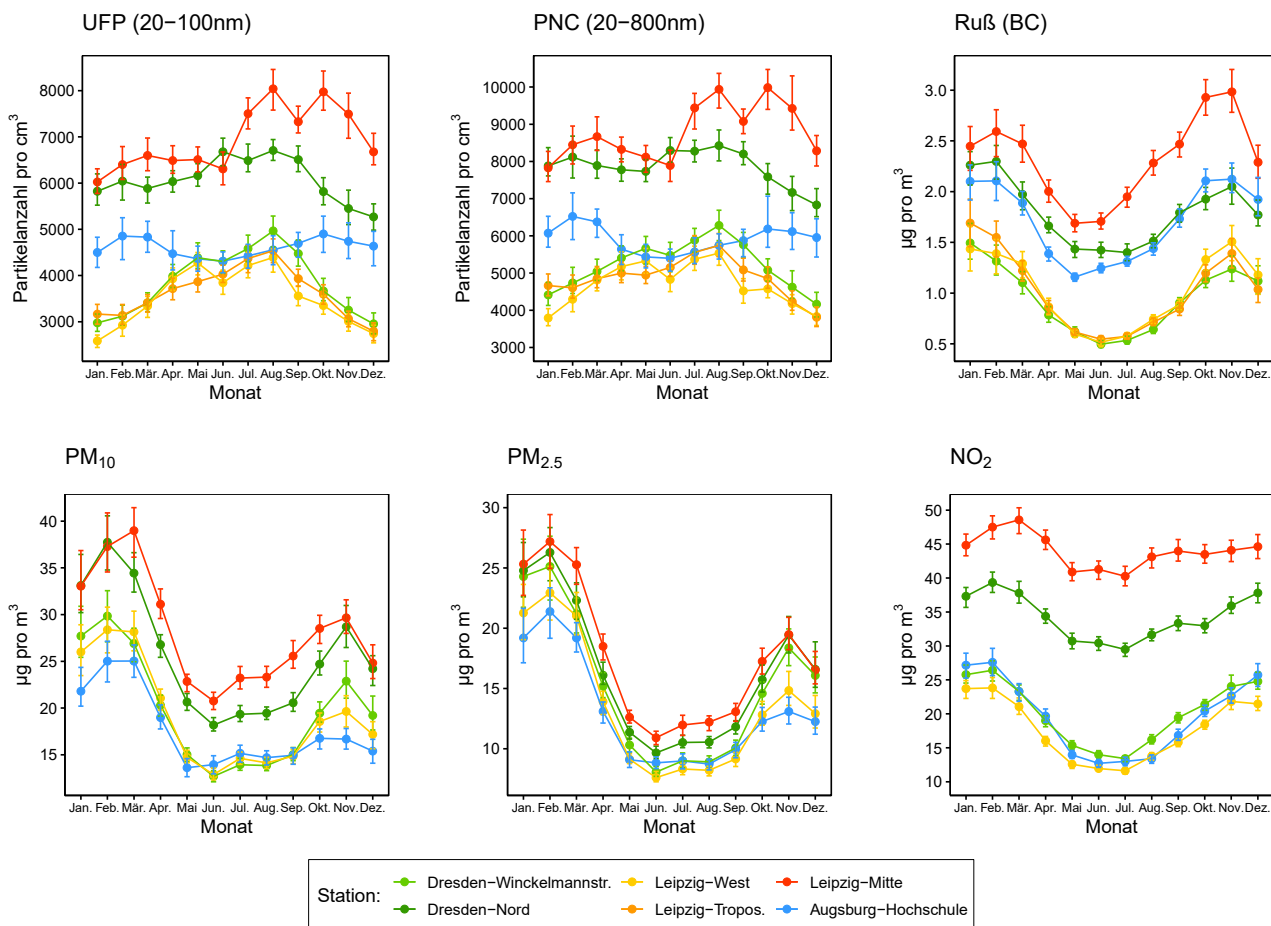 UFP (20−100nm)
PNC (20−800nm)
Ruß (BC)
Partikelanzahl pro cm³
8000
7000
6000
5000
4000
3000
Jan. Feb. Mär. Apr. Mai Jun. Jul. Aug. Sep. Okt. Nov. Dez.
Monat
Partikelanzahl pro cm³
10000
9000
8000
7000
6000
5000
4000
3000
Jan. Feb. Mär. Apr. Mai Jun. Jul. Aug. Sep. Okt. Nov. Dez.
Monat
µg pro m³
3.0
2.5
2.0
1.5
1.0
0.5
Jan. Feb. Mär. Apr. Mai Jun. Jul. Aug. Sep. Okt. Nov. Dez.
Monat
PM₁₀
PM₂.₅
NO₂
µg pro m³
40
35
30
25
20
15
Jan. Feb. Mär. Apr. Mai Jun. Jul. Aug. Sep. Okt. Nov. Dez.
Monat
µg pro m³
30
25
20
15
10
Jan. Feb. Mär. Apr. Mai Jun. Jul. Aug. Sep. Okt. Nov. Dez.
Monat
µg pro m³
50
45
40
35
30
25
20
15
10
Jan. Feb. Mär. Apr. Mai Jun. Jul. Aug. Sep. Okt. Nov. Dez.
Monat
Station:
Dresden−Winckelmannstr.
Leipzig−West
Leipzig−Mitte
Dresden−Nord
Leipzig−Tropos.
Augsburg−Hochschule